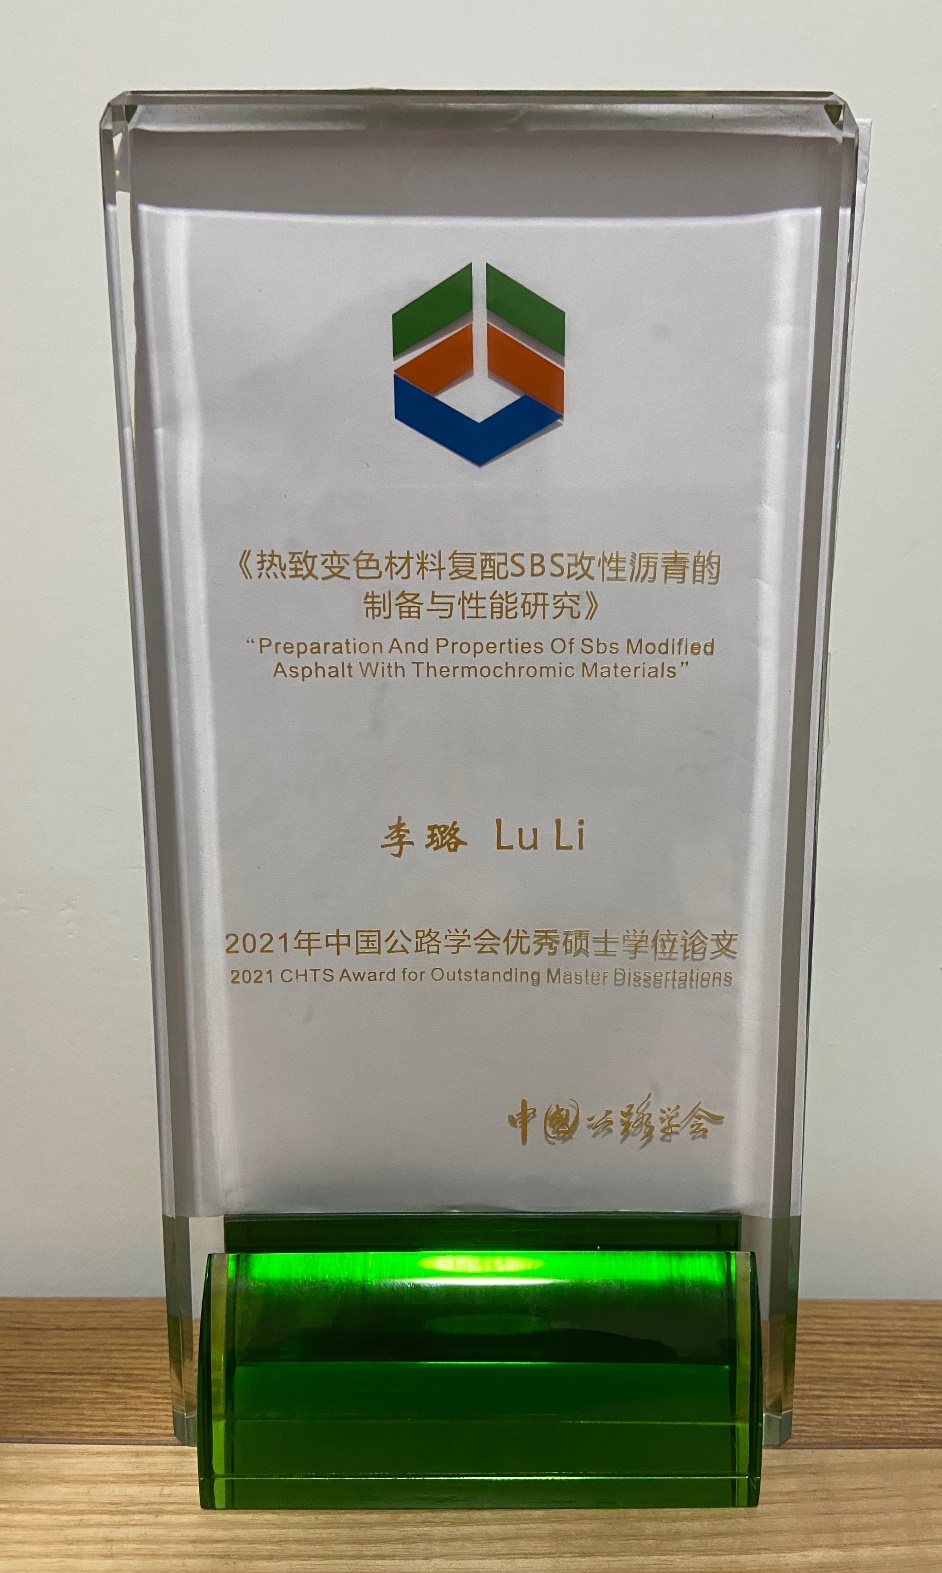 《热致变色材料复配SBS改性沥青的
制备与性能研究》
“Preparation And Properties Of Sbs Modified
Asphalt With Thermochromic Materials”
李璐 Lu Li
2021年中国公路学会优秀硕士学位论文
2021 CHTS Award for Outstanding Master Dissertations
中国公路学会